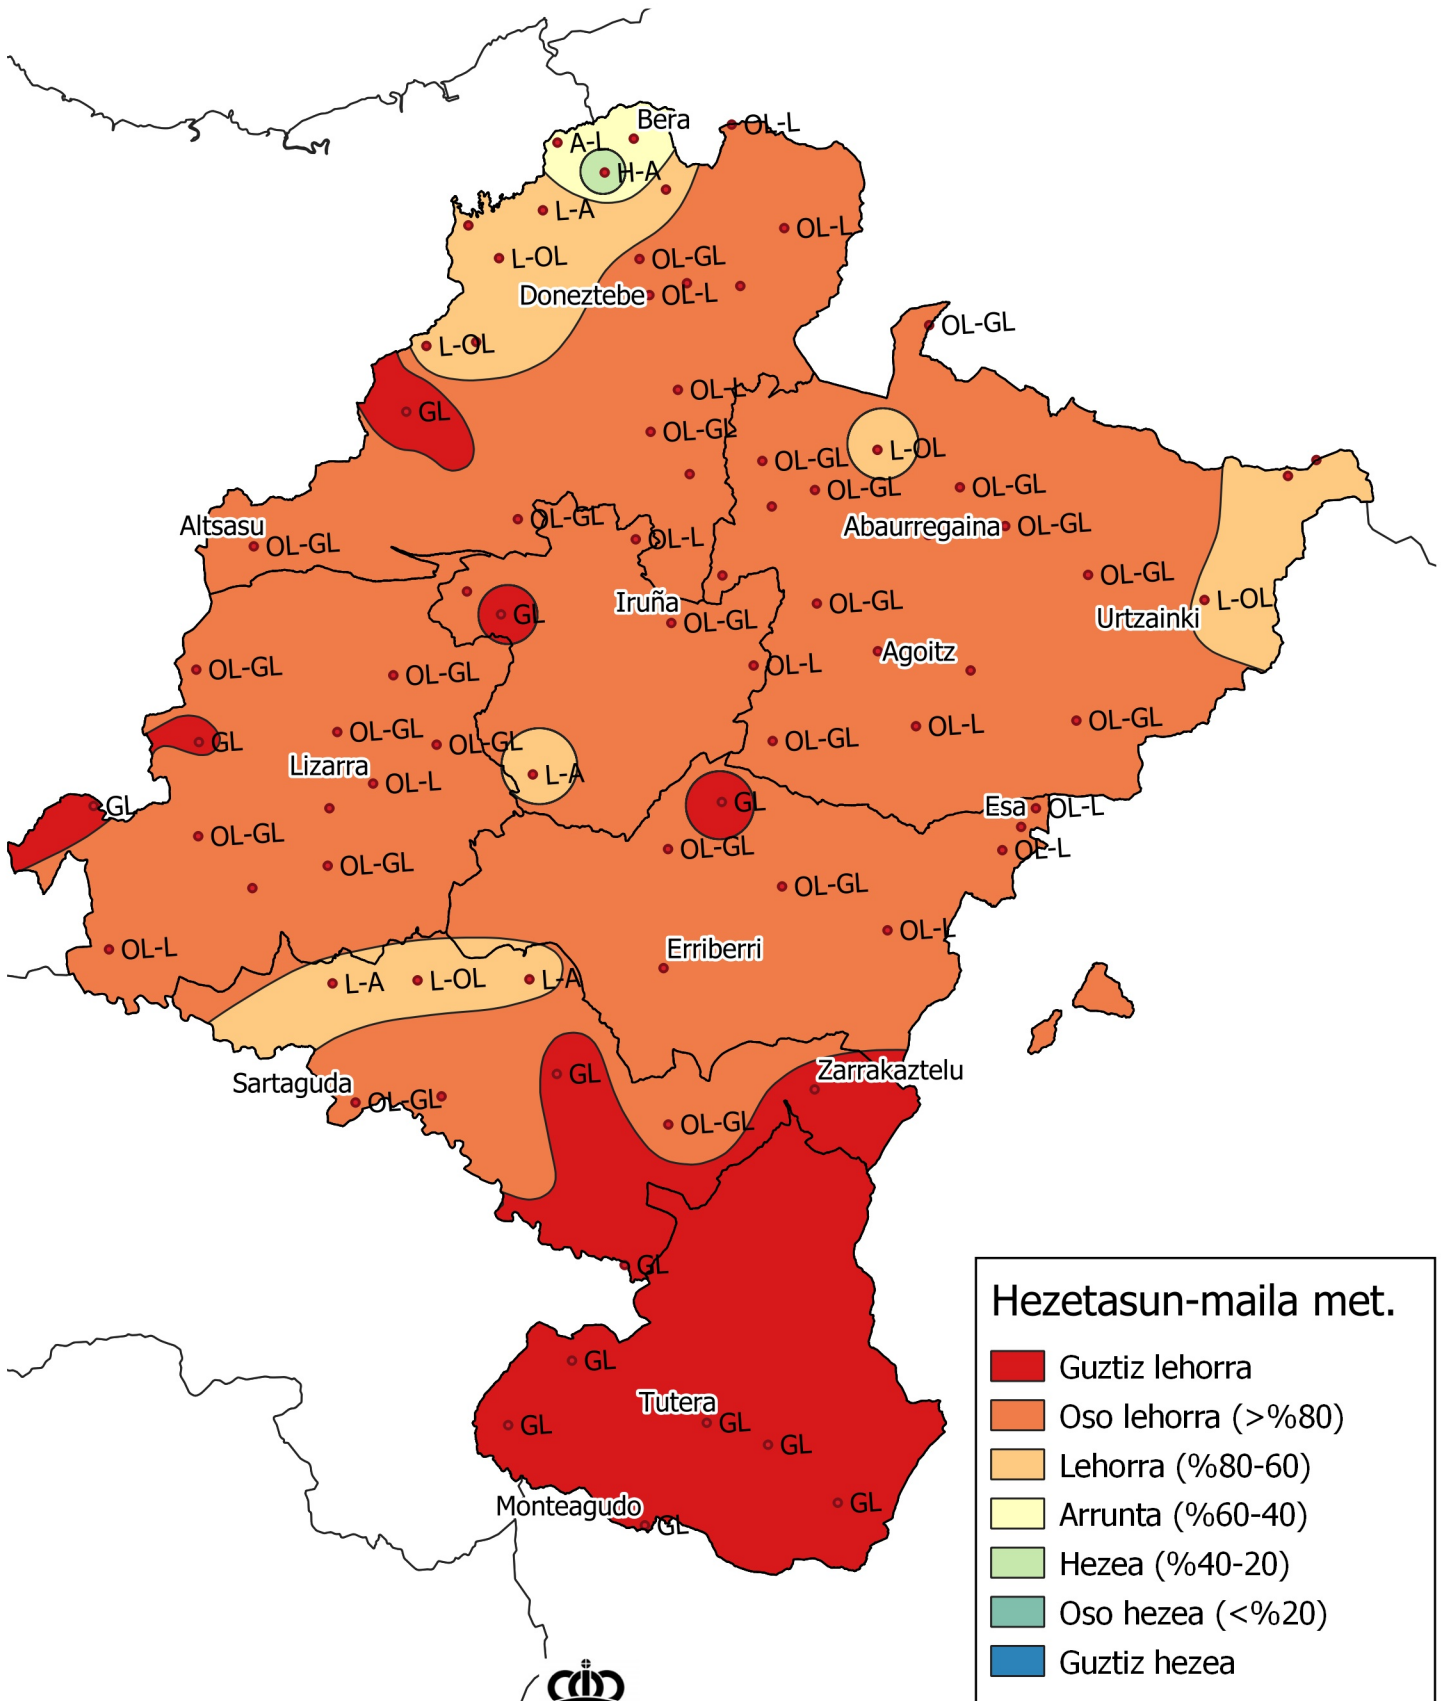 Bera
OL-L
A-L
H-A
L-A
OL-L
L-OL
OL-GL
Doneztebe
OL-L
OL-GL
L-OL
OL-L
GL
OL-GL
L-OL
OL-GL
OL-GL
OL-GL
OL-GL
Altsasu
Abaurregaina
OL-GL
OL-L
OL-GL
OL-GL
L-OL
Iruña
OL-GL
GL
Urtzainki
OL-GL
Agoitz
OL-L
OL-GL
OL-GL
OL-GL
OL-L
OL-GL
OL-GL
GL
OL-GL
Lizarra
L-A
OL-L
GL
GL
Esa
OL-L
OL-GL
OL-GL
OL-L
OL-GL
OL-GL
OL-L
OL-L
Erriberri
L-A
L-OL
L-A
GL
Zarrakaztelu
Sartaguda
OL-GL
OL-GL
GL
GL
Tutera
GL
GL
GL
GL
Monteagudo
GL
Hezetasun-maila met.
Guztiz lehorra
Oso lehorra (>%80)
Lehorra (%80-60)
Arrunta (%60-40)
Hezea (%40-20)
Oso hezea (<%20)
Guztiz hezea